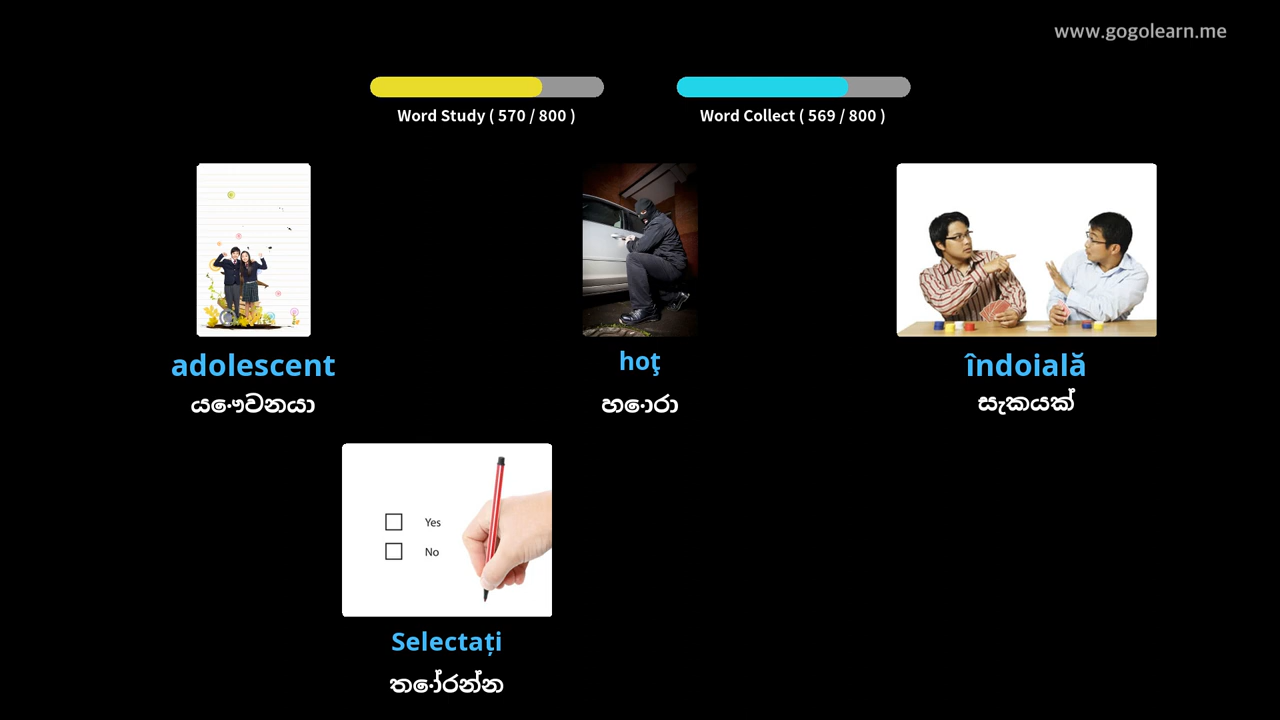 www.gogolearn.me
Word Study ( 570 / 800 )
Word Collect ( 569 / 800 )
adolescent
hoţ
îndoială
යෞවනයා
හොරා
සැකයක්
Yes
No
Selectați
තෝරන්න